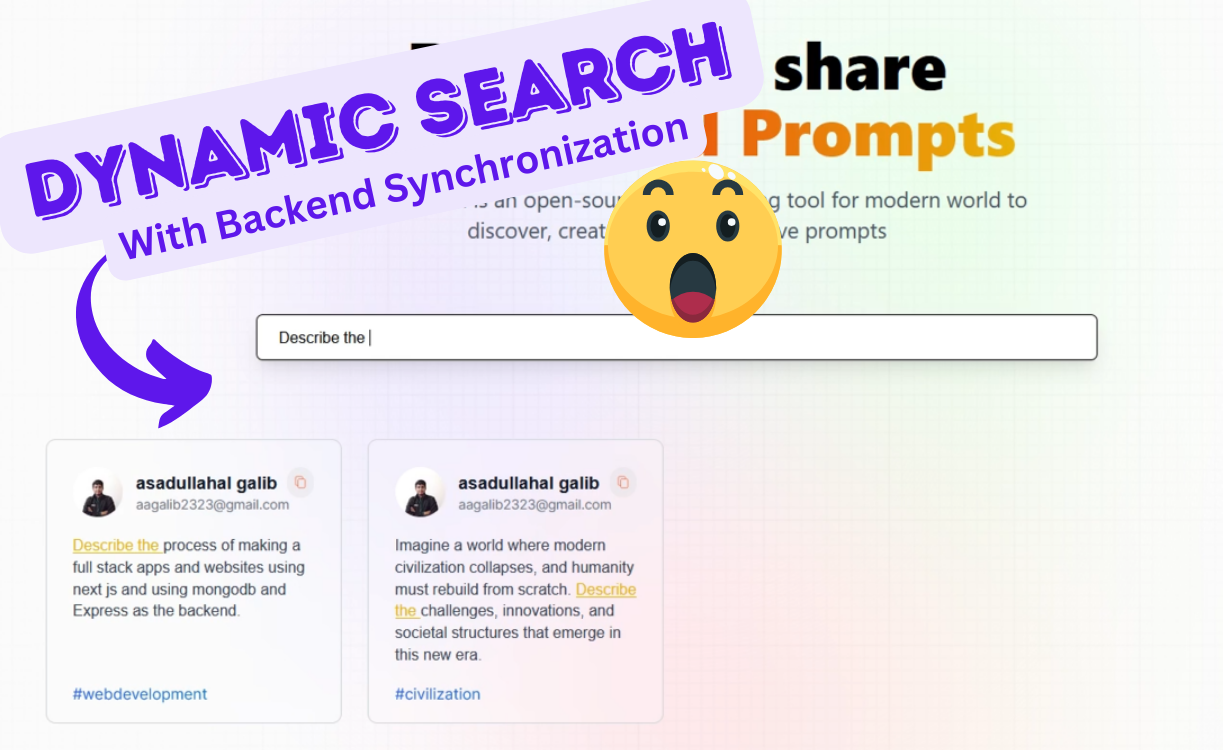 DYNAMIC SEARCH
With Backend Synchronization
share
Prompts
is an open-sour g tool for modern world to
discover, creat ve prompts
Describe the
asadullahal galib
aagalib2323@gmail.com
Describe the process of making a
full stack apps and websites using
next js and using mongodb and
Express as the backend.
#webdevelopment
asadullahal galib
aagalib2323@gmail.com
Imagine a world where modern
civilization collapses, and humanity
must rebuild from scratch. Describe
the challenges, innovations, and
societal structures that emerge in
this new era.
#civilization